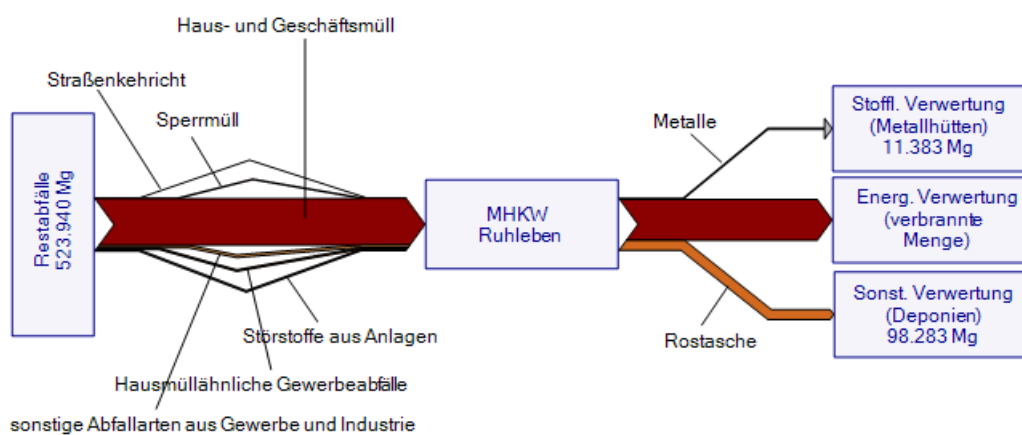 Haus- und Geschäftsmüll
Straßenkehricht
Sperrmüll
Restabfälle
523.940 Mg
Störstoffe aus Anlagen
Hausmüllähnliche Gewerbeabfälle
sonstige Abfallarten aus Gewerbe und Industrie
MHKW
Ruhleben
Metalle
Rostasche
Stoffl. Verwertung
(Metallhütten)
11.383 Mg
Energ. Verwertung
(verbrannte
Menge)
Sonst. Verwertung
(Deponien)
98.283 Mg